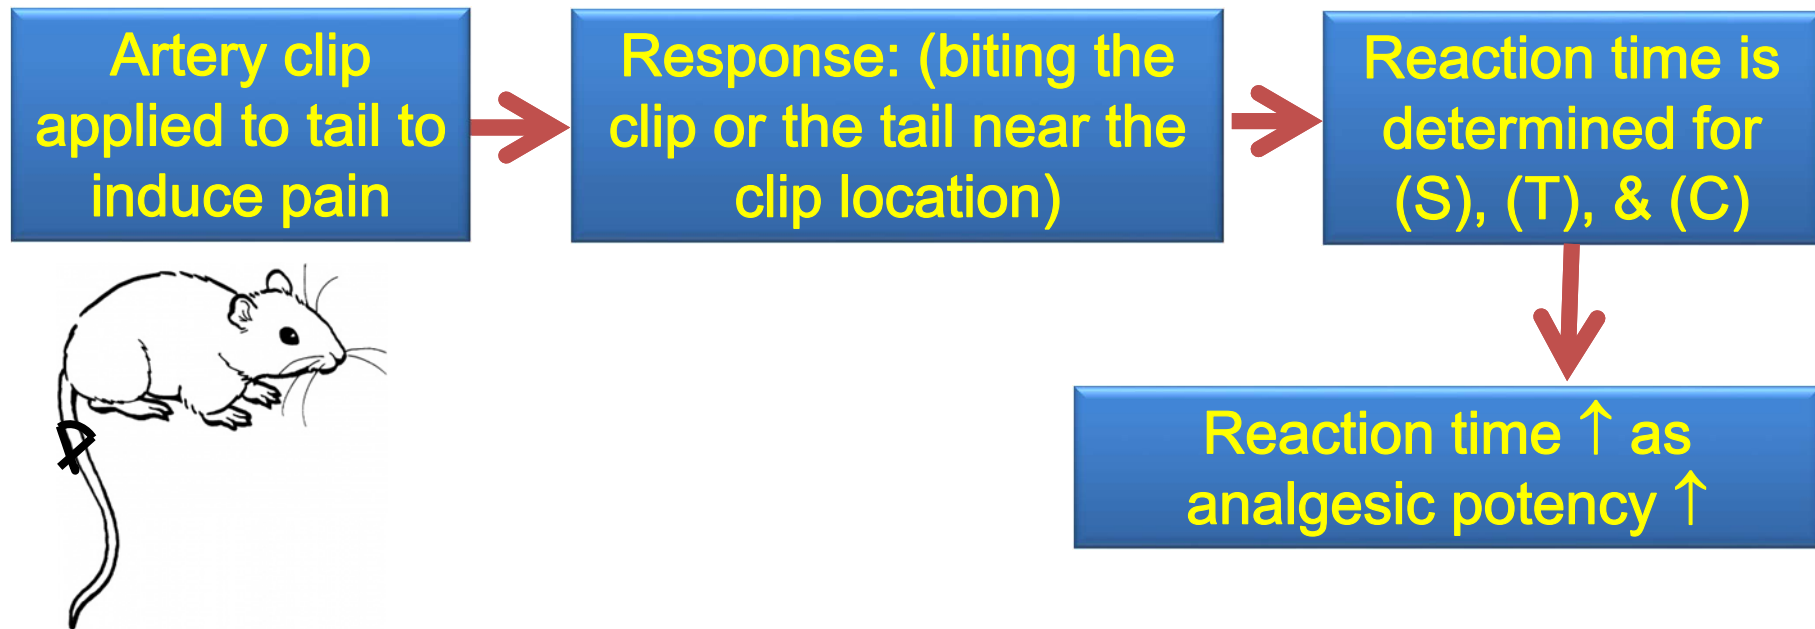 Artery clip
applied to tail to
induce pain
Response: (biting the
clip or the tail near the
clip location)
Reaction time is
determined for
(S), (T), & (C)
Reaction time ↑ as
analgesic potency ↑